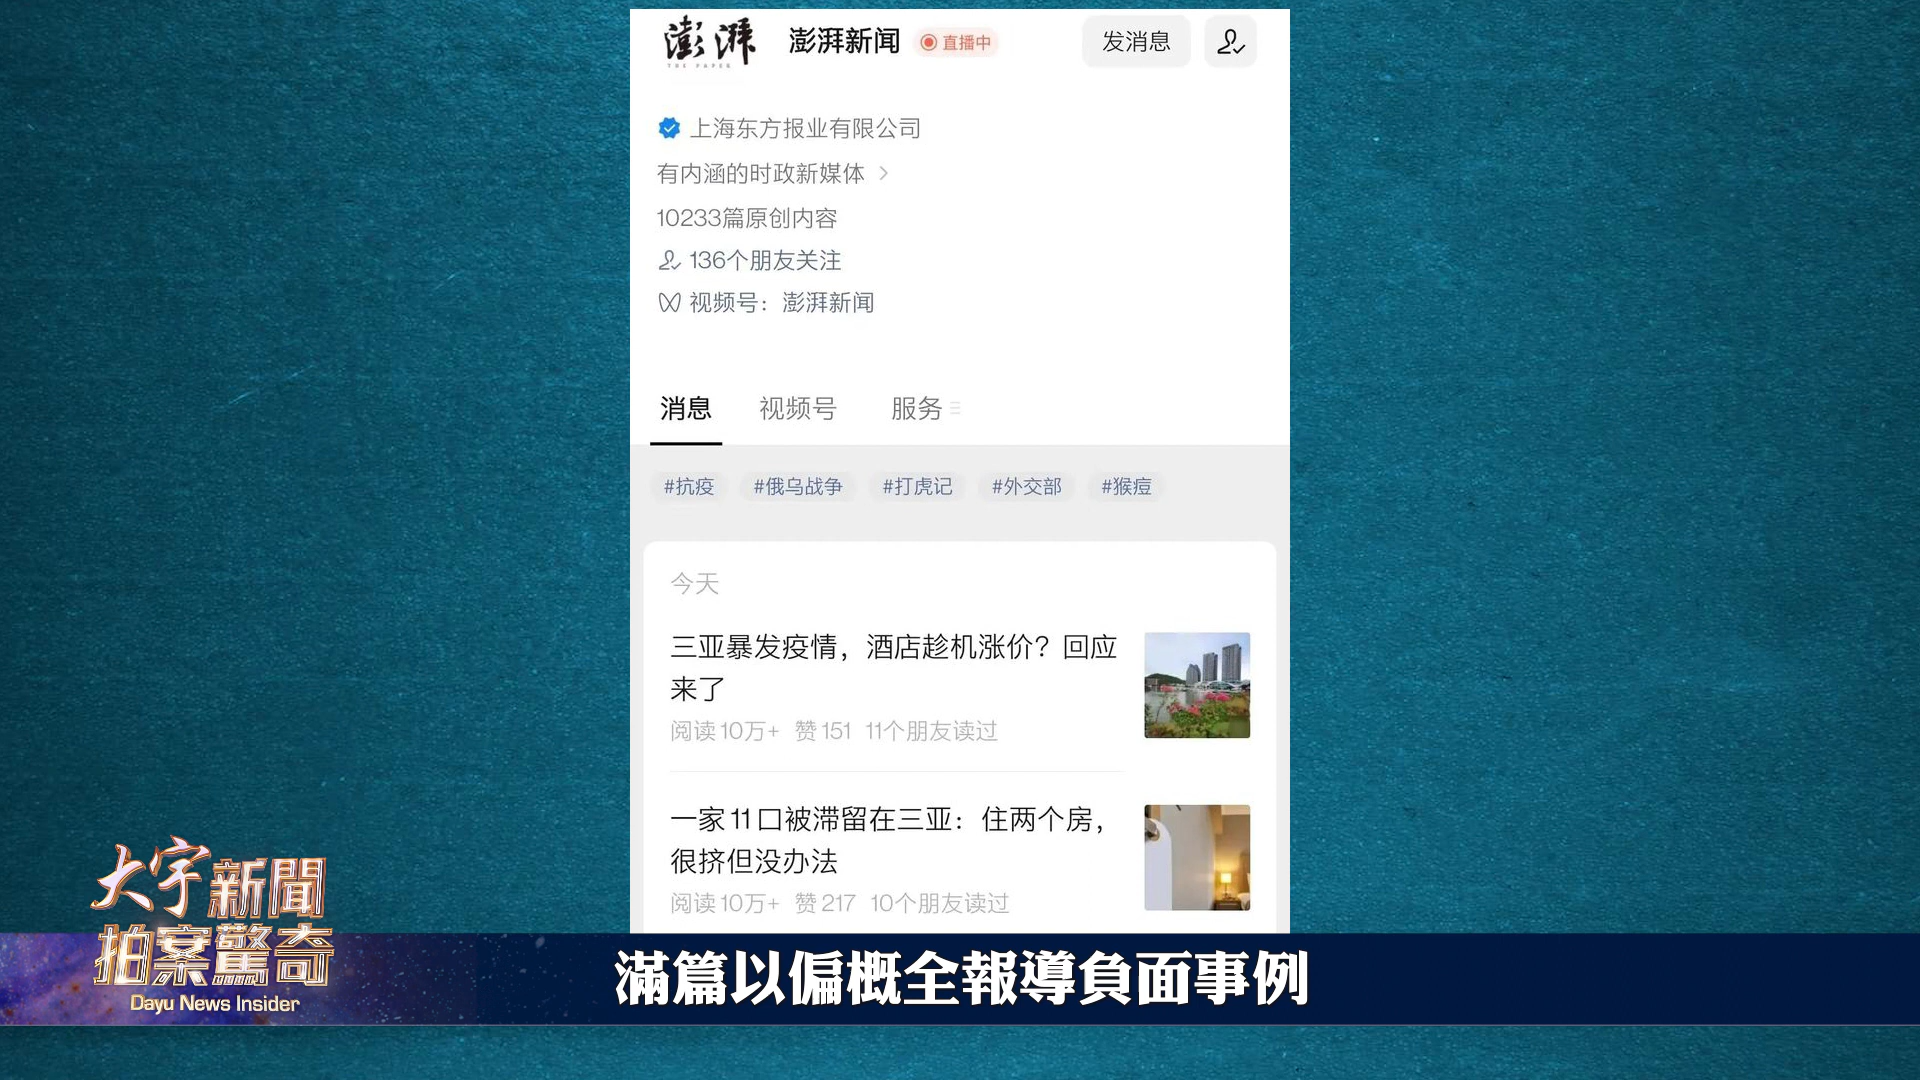 澎湃
THE PAPER
澎湃新闻
直播中
发消息
上海东方报业有限公司
有内涵的时政新媒体
10233篇原创内容
136个朋友关注
视频号：澎湃新闻
消息 视频号 服务
#抗疫 #俄乌战争 #打虎记 #外交部 #猴痘
今天
三亚暴发疫情，酒店趁机涨价？回应
来了
阅读 10万+ 赞 151 11个朋友读过
一家 11 口被滞留在三亚：住两个房，
很挤但没办法
阅读 10万+ 赞 217 10个朋友读过
大宇新聞
拍案驚奇
Dayu News Insider
滿篇以偏概全報導負面事例